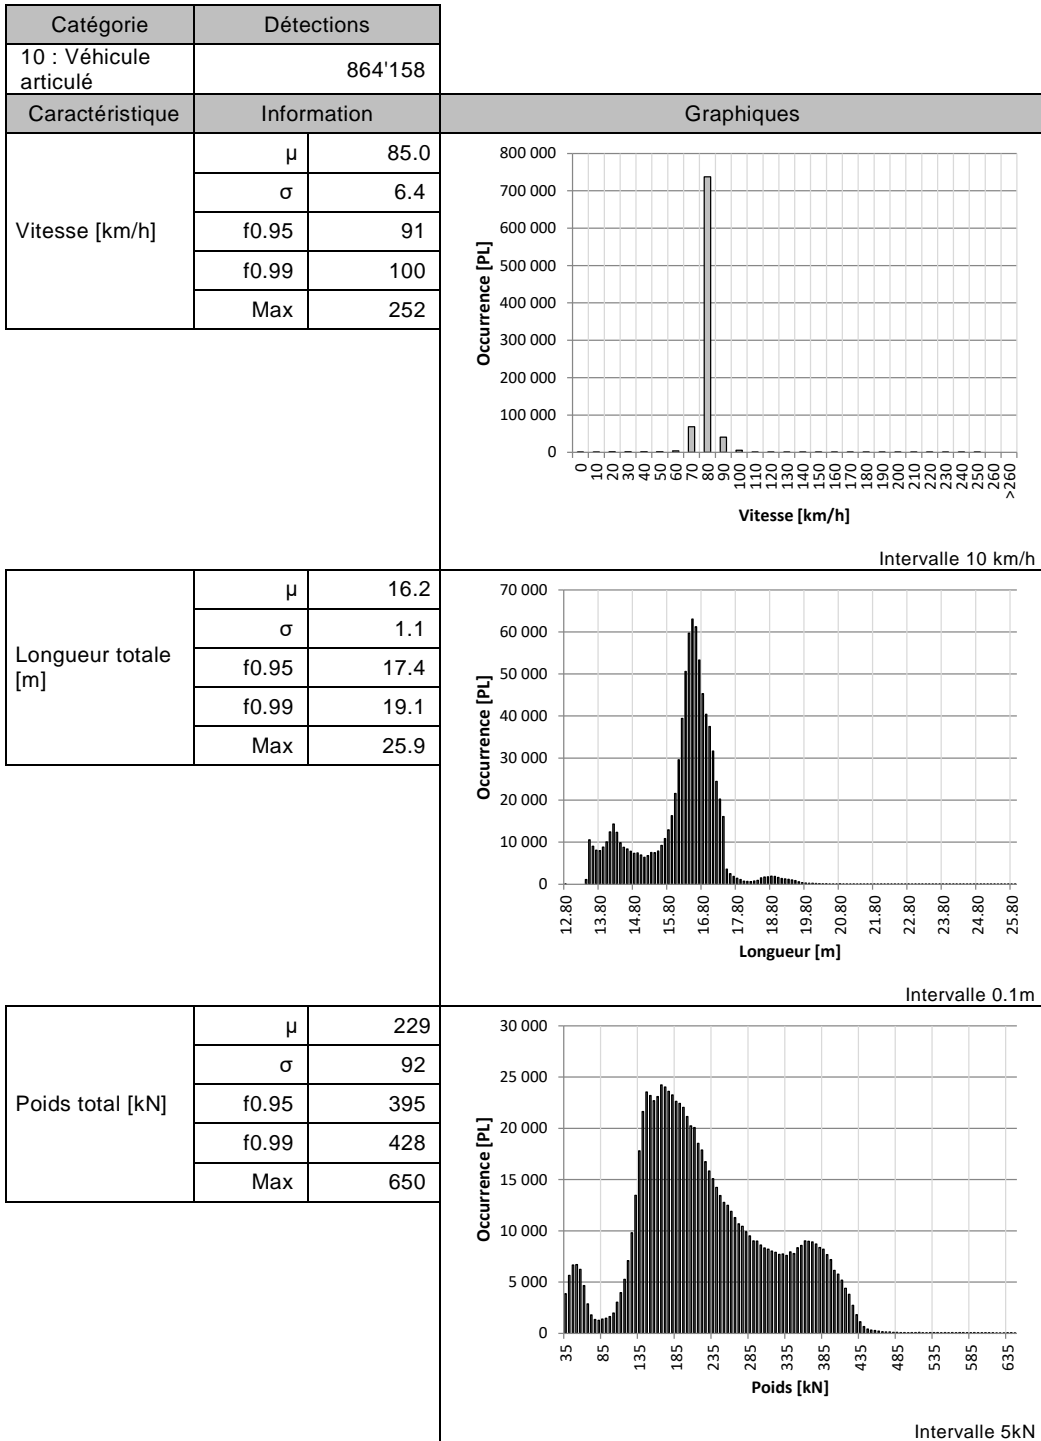 Catégorie Détections
10 : Véhicule articulé 864'158
Caractéristique Information Graphiques
Vitesse [km/h]
µ 85.0
σ 6.4
f0.95 91
f0.99 100
Max 252
800 000
700 000
600 000
500 000
400 000
300 000
200 000
100 000
0
Occurrence [PL]
0 10 20 30 40 50 60 70 80 90 100 110 120 130 140 150 160 170 180 190 200 210 220 230 240 250 260 >260
Vitesse [km/h]
Intervalle 10 km/h
Longueur totale [m]
µ 16.2
σ 1.1
f0.95 17.4
f0.99 19.1
Max 25.9
70 000
60 000
50 000
40 000
30 000
20 000
10 000
0
Occurrence [PL]
12.80 13.80 14.80 15.80 16.80 17.80 18.80 19.80 20.80 21.80 22.80 23.80 24.80 25.80
Longueur [m]
Intervalle 0.1m
Poids total [kN]
µ 229
σ 92
f0.95 395
f0.99 428
Max 650
30 000
25 000
20 000
15 000
10 000
5 000
0
Occurrence [PL]
35 85 135 185 235 285 335 385 435 485 535 585 635
Poids [kN]
Intervalle 5kN